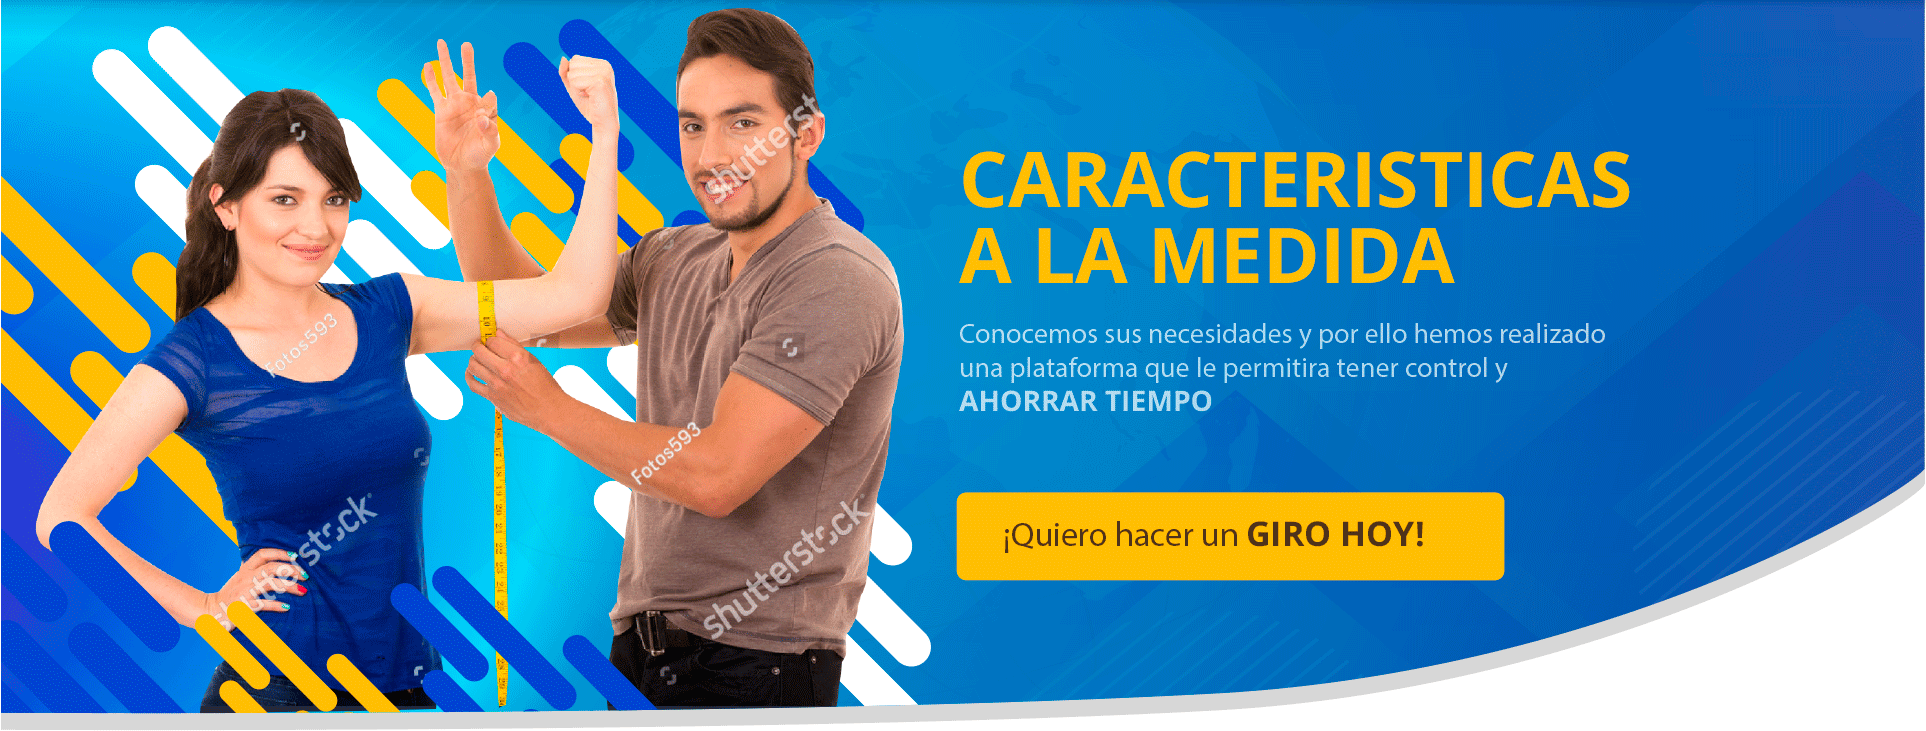 shutterst
Fotos593
Fotos593
shutterstock
shutterstock
CARACTERISTICAS
A LA MEDIDA
Conocemos sus necesidades y por ello hemos realizado
una plataforma que le permitira tener control y
AHORRAR TIEMPO
¡Quiero hacer un GIRO HOY!